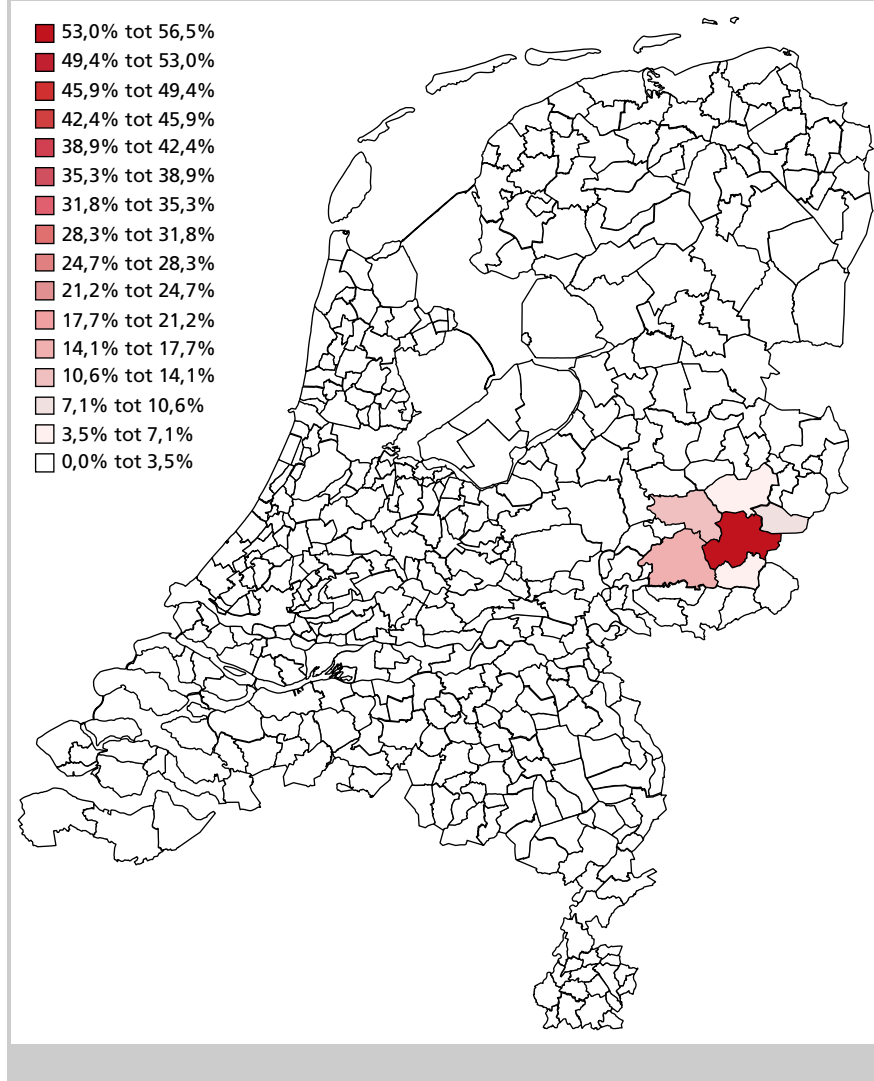 53,0% tot 56,5%
49,4% tot 53,0%
45,9% tot 49,4%
42,4% tot 45,9%
38,9% tot 42,4%
35,3% tot 38,9%
31,8% tot 35,3%
28,3% tot 31,8%
24,7% tot 28,3%
21,2% tot 24,7%
17,7% tot 21,2%
14,1% tot 17,7%
10,6% tot 14,1%
7,1% tot 10,6%
3,5% tot 7,1%
0,0% tot 3,5%